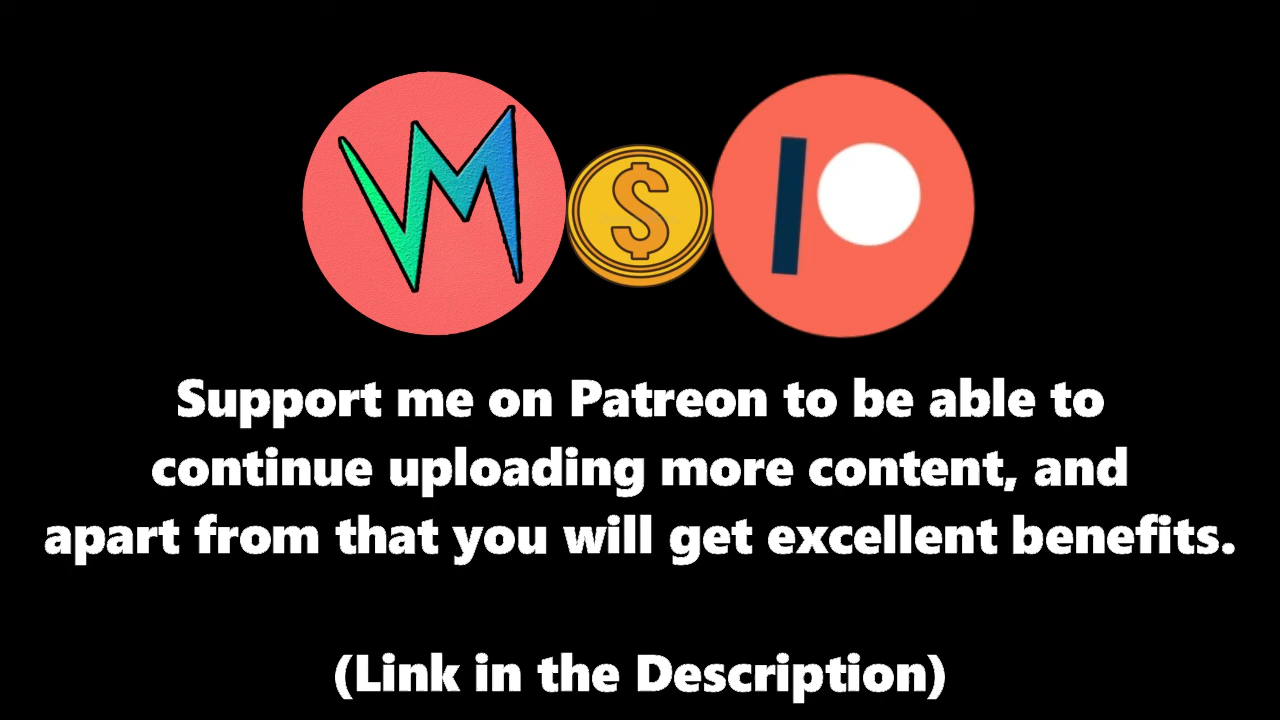 VM
$
Support me on Patreon to be able to
continue uploading more content, and
apart from that you will get excellent benefits.
(Link in the Description)